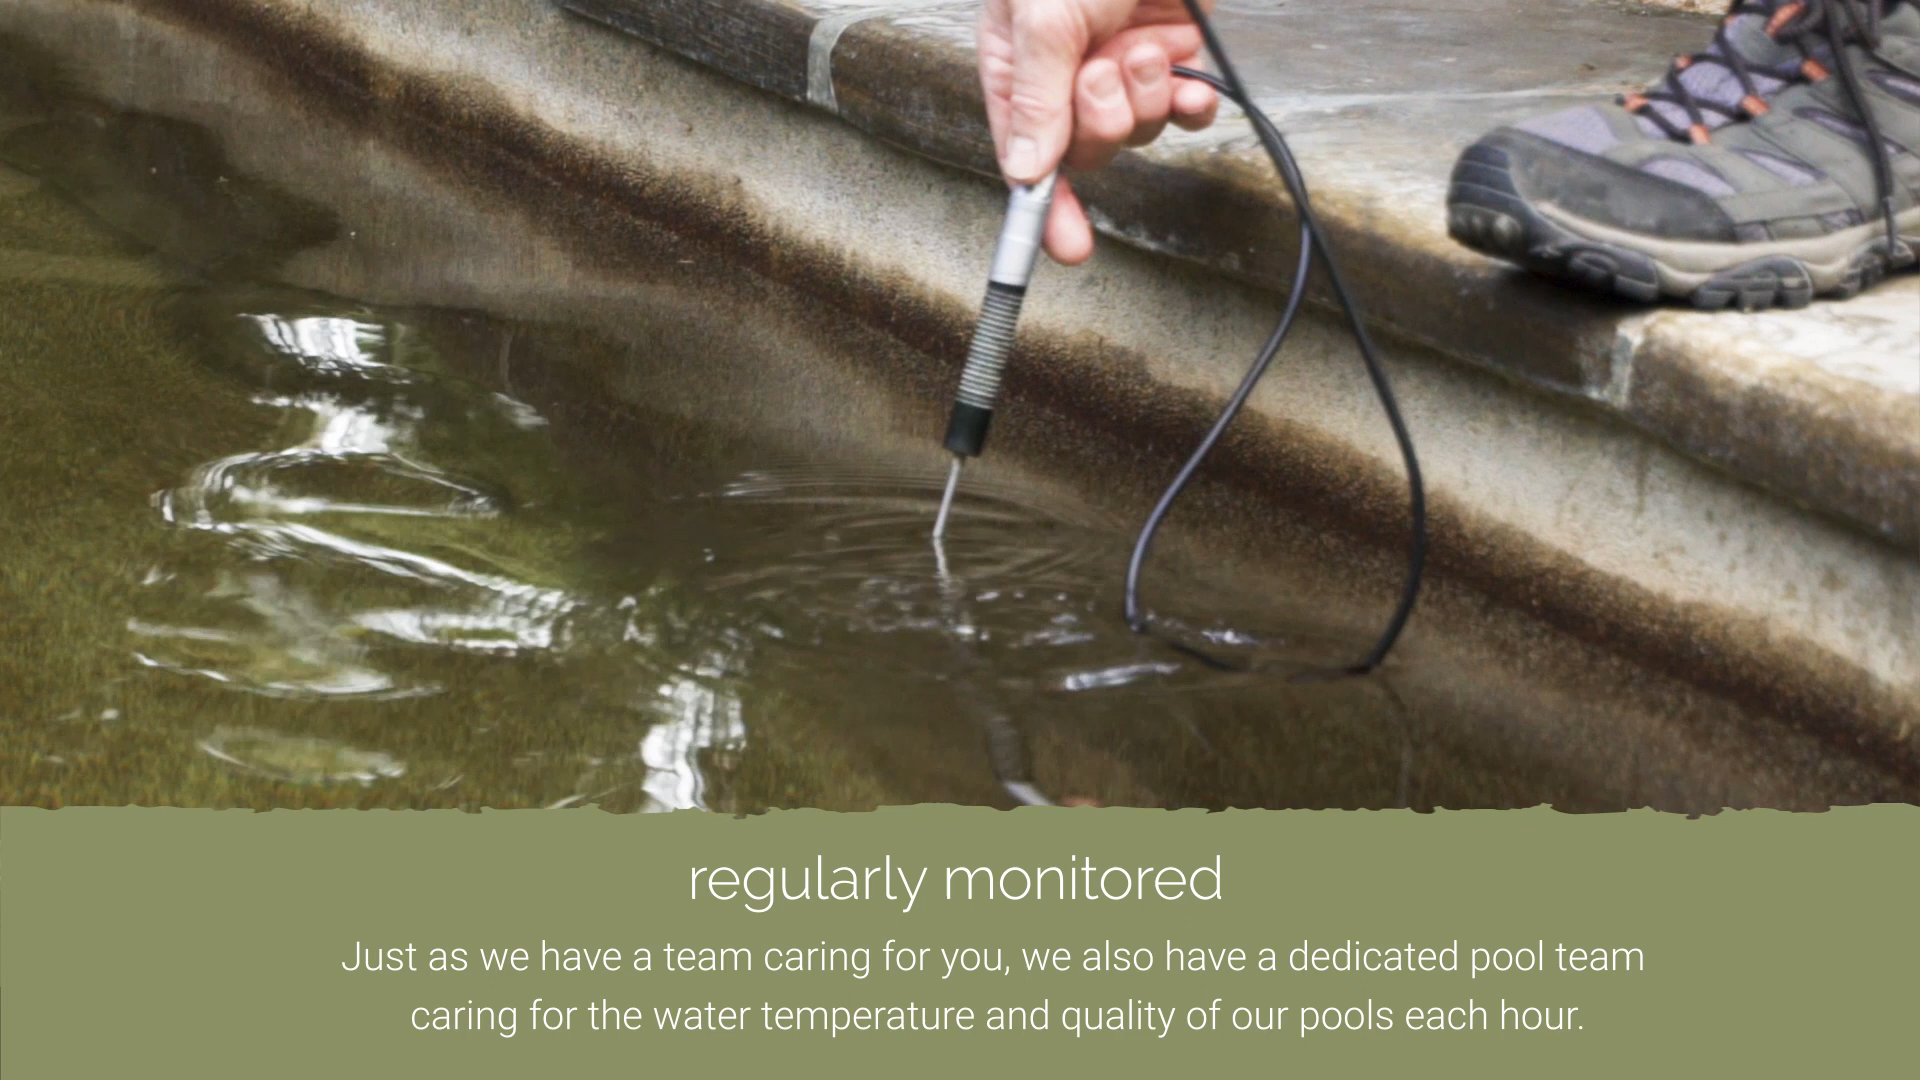 regularly monitored
Just as we have a team caring for you, we also have a dedicated pool team
caring for the water temperature and quality of our pools each hour.